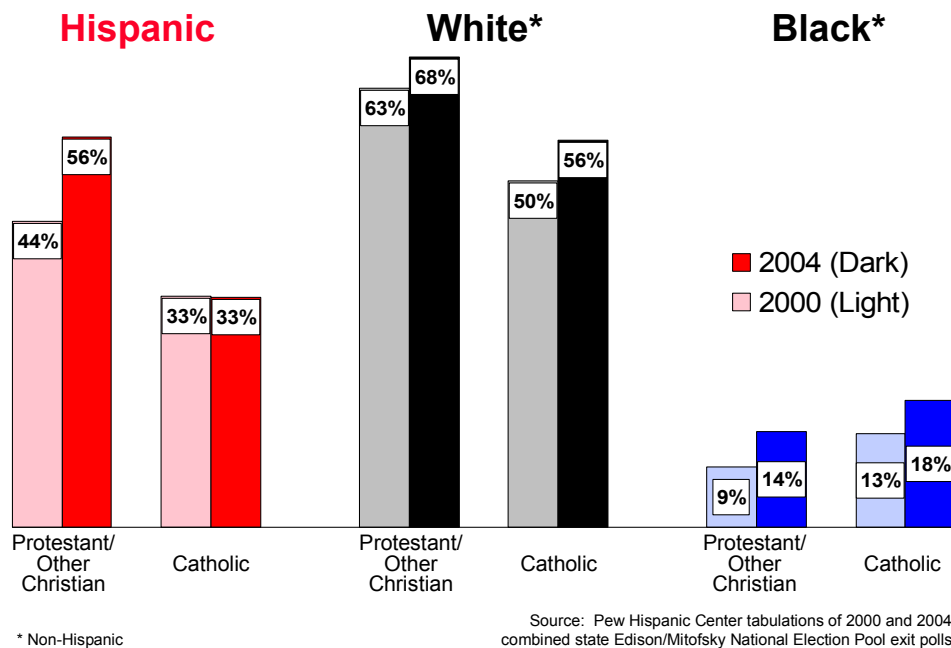 Hispanic
White*
Black*
44%
56%
33%
33%
63%
68%
50%
56%
9%
14%
13%
18%
2004 (Dark)
2000 (Light)
Protestant/
Other
Christian
Catholic
Protestant/
Other
Christian
Catholic
Protestant/
Other
Christian
Catholic
* Non-Hispanic
Source: Pew Hispanic Center tabulations of 2000 and 2004
combined state Edison/Mitofsky National Election Pool exit polls